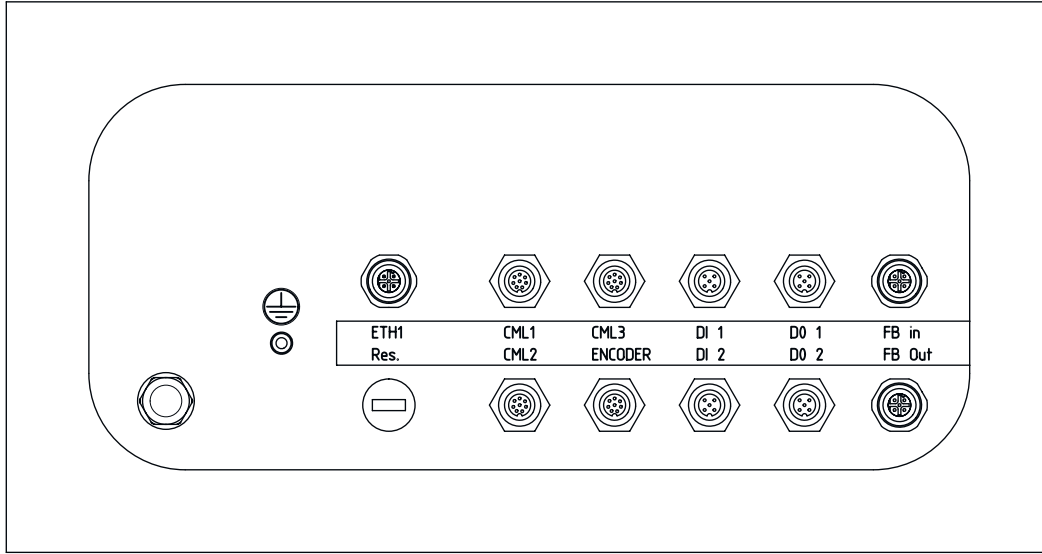 ETH1 CML1 CML3 DI 1 DO 1 FB in
Res. CML2 ENCODER DI 2 DO 2 FB Out